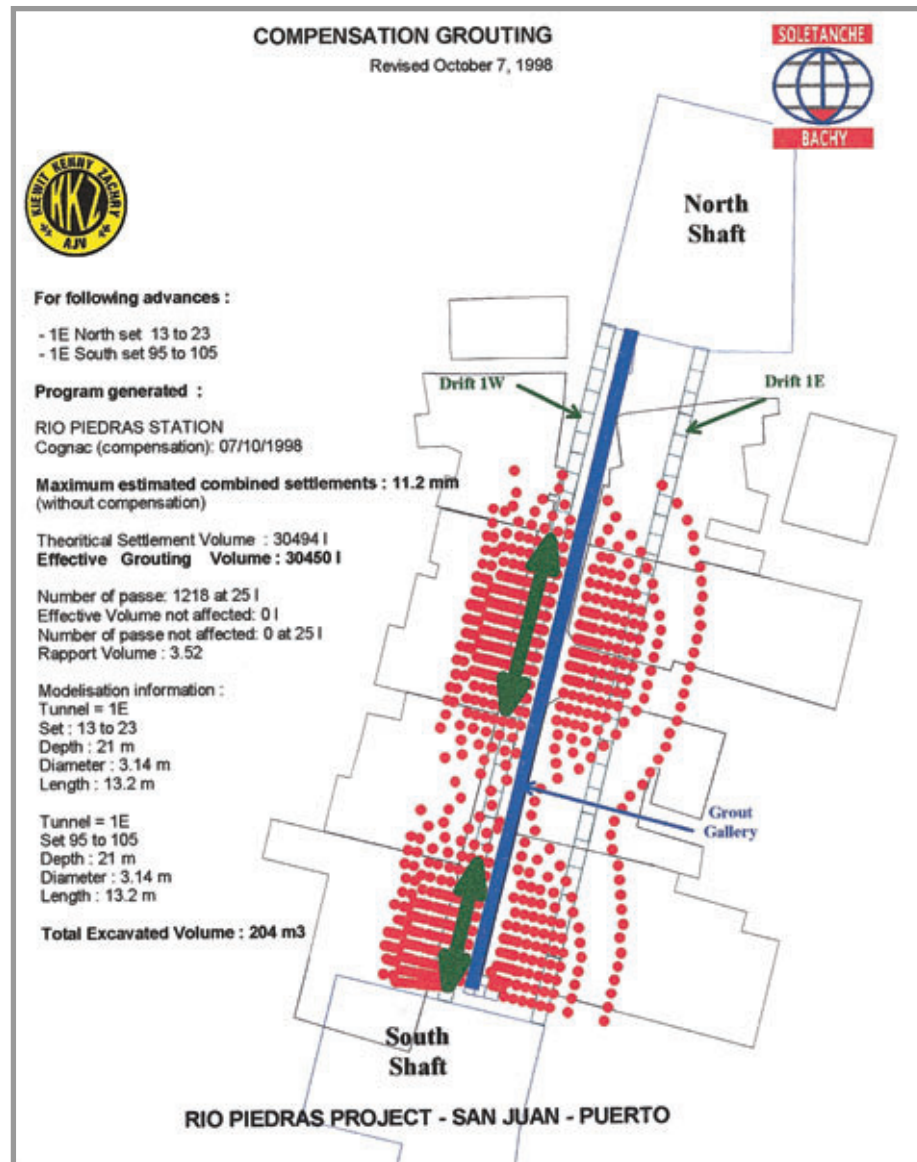 COMPENSATION GROUTING
Revised October 7, 1998
SOLETANCHE
BACHY
KIEWIT KENNY ZACHRY
KKZ
AJV
North
Shaft
For following advances :
- 1E North set 13 to 23
- 1E South set 95 to 105
Drift 1W
Drift 1E
Program generated :
RIO PIEDRAS STATION
Cognac (compensation): 07/10/1998
Maximum estimated combined settlements : 11.2 mm
(without compensation)
Theoritical Settlement Volume : 30494 l
Effective Grouting Volume : 30450 l
Number of passe: 1218 at 25 l
Effective Volume not affected: 0 l
Number of passe not affected: 0 at 25 l
Rapport Volume : 3.52
Modelisation information :
Tunnel = 1E
Set : 13 to 23
Depth : 21 m
Diameter : 3.14 m
Length : 13.2 m
Grout
Gallery
Tunnel = 1E
Set 95 to 105
Depth : 21 m
Diameter : 3.14 m
Length : 13.2 m
Total Excavated Volume : 204 m3
South
Shaft
RIO PIEDRAS PROJECT - SAN JUAN - PUERTO